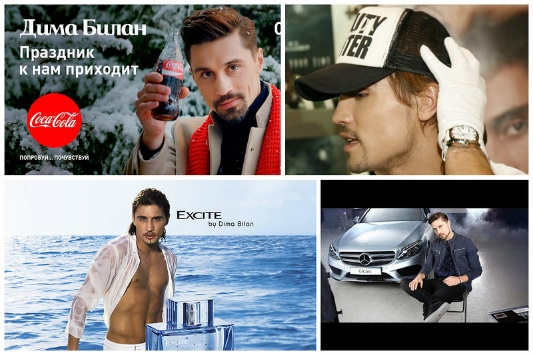 Дима Билан
Праздник
к нам приходит
Coca-Cola
ПОПРОБУЙ... ПОЧУВСТВУЙ
EXCITE
by Dima Bilan